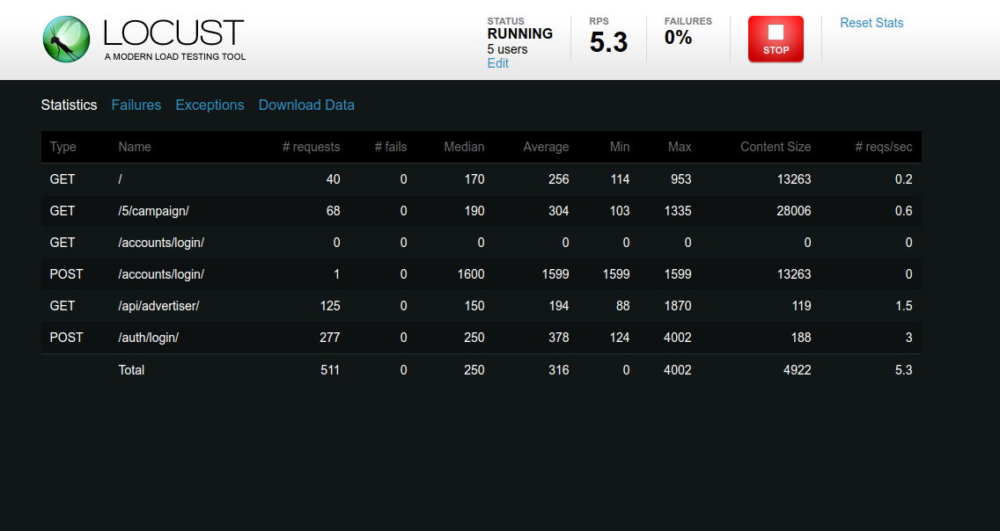 LOCUST
A MODERN LOAD TESTING TOOL
STATUS
RUNNING
5 users
Edit
RPS
5.3
FAILURES
0%
STOP
Reset Stats
Statistics Failures Exceptions Download Data
Type Name # requests # fails Median Average Min Max Content Size # reqs/sec
GET / 40 0 170 256 114 953 13263 0.2
GET /5/campaign/ 68 0 190 304 103 1335 28006 0.6
GET /accounts/login/ 0 0 0 0 0 0 0 0
POST /accounts/login/ 1 0 1600 1599 1599 1599 13263 0
GET /api/advertiser/ 125 0 150 194 88 1870 119 1.5
POST /auth/login/ 277 0 250 378 124 4002 188 3
Total 511 0 250 316 0 4002 4922 5.3